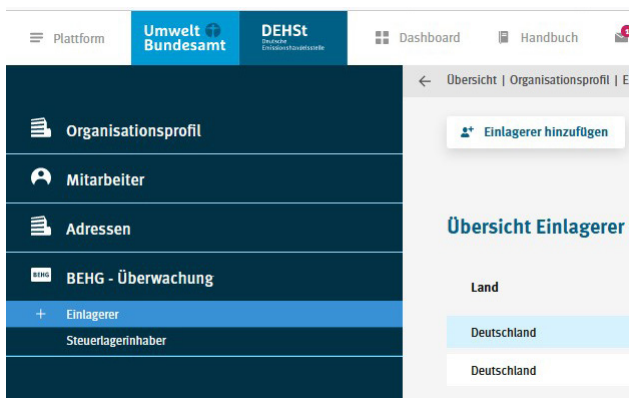 Plattform
Umwelt
Bundesamt
DEHSt
Deutsche
Emissionshandelsstelle
Dashboard
Handbuch
Übersicht | Organisationsprofil | E
Organisationsprofil
Einlagerer hinzufügen
Mitarbeiter
Adressen
Übersicht Einlagerer
BEHG
BEHG - Überwachung
Land
Einlagerer
Deutschland
Steuerlagerinhaber
Deutschland